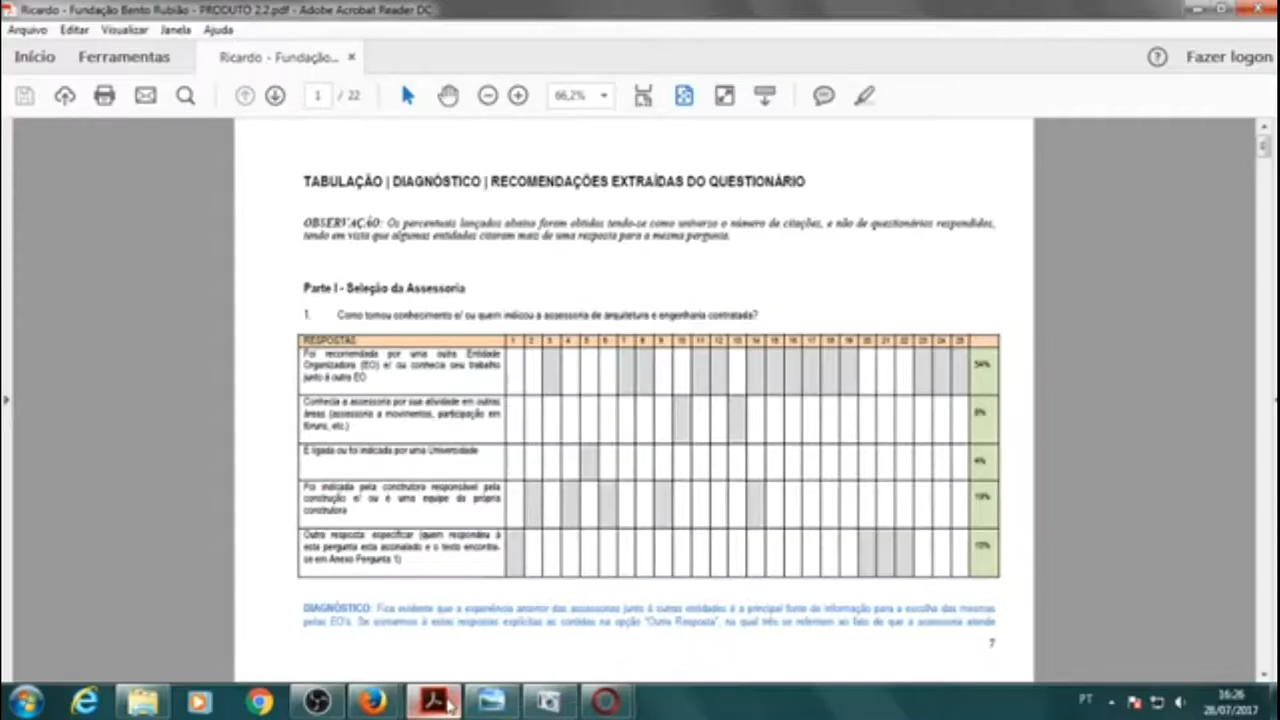 Ricardo - Fundação Bento Rubião - PRODUTO 2.2.pdf - Adobe Acrobat Reader DC
Arquivo Editar Visualizar Janela Ajuda
Início Ferramentas Ricardo - Fundação... × Fazer logon
1 / 22 66,2%
TABULAÇÃO | DIAGNÓSTICO | RECOMENDAÇÕES EXTRAÍDAS DO QUESTIONÁRIO
OBSERVAÇÃO: Os percentuais lançados abaixo foram obtidos tendo-se como universo o número de citações, e não de questionários respondidos,
tendo em vista que algumas entidades citaram mais de uma resposta para a mesma pergunta.
Parte I - Seleção da Assessoria
1. Como tomou conhecimento e/ ou quem indicou a assessoria de arquitetura e engenharia contratada?
RESPOSTAS 1 2 3 4 5 6 7 8 9 10 11 12 13 14 15 16 17 18 19 20 21 22 23 24 25
Foi recomendada por uma outra Entidade
Organizadora (EO) e/ ou conhecia seu trabalho
junto à outra EO
54%
Conhecia a assessoria por sua atividade em outras
áreas (assessoria a movimentos, participação em
fóruns, etc.)
8%
É ligada ou foi indicada por uma Universidade
4%
Foi indicada pela construtora responsável pela
construção e/ ou é uma equipe da própria
construtora
19%
Outra resposta: especificar (quem respondeu à
esta pergunta esta assinalado e o texto encontra-
se em Anexo Pergunta 1)
15%
DIAGNÓSTICO: Fica evidente que a experiência anterior das assessorias junto à outras entidades é a principal fonte de informação para a escolha das mesmas
pelas EO's. Se somarmos à estas respostas explícitas as contidas na opção "Outra Resposta", na qual três se referem ao fato de que a assessoria atende
7
PT
16:26
28/07/2017